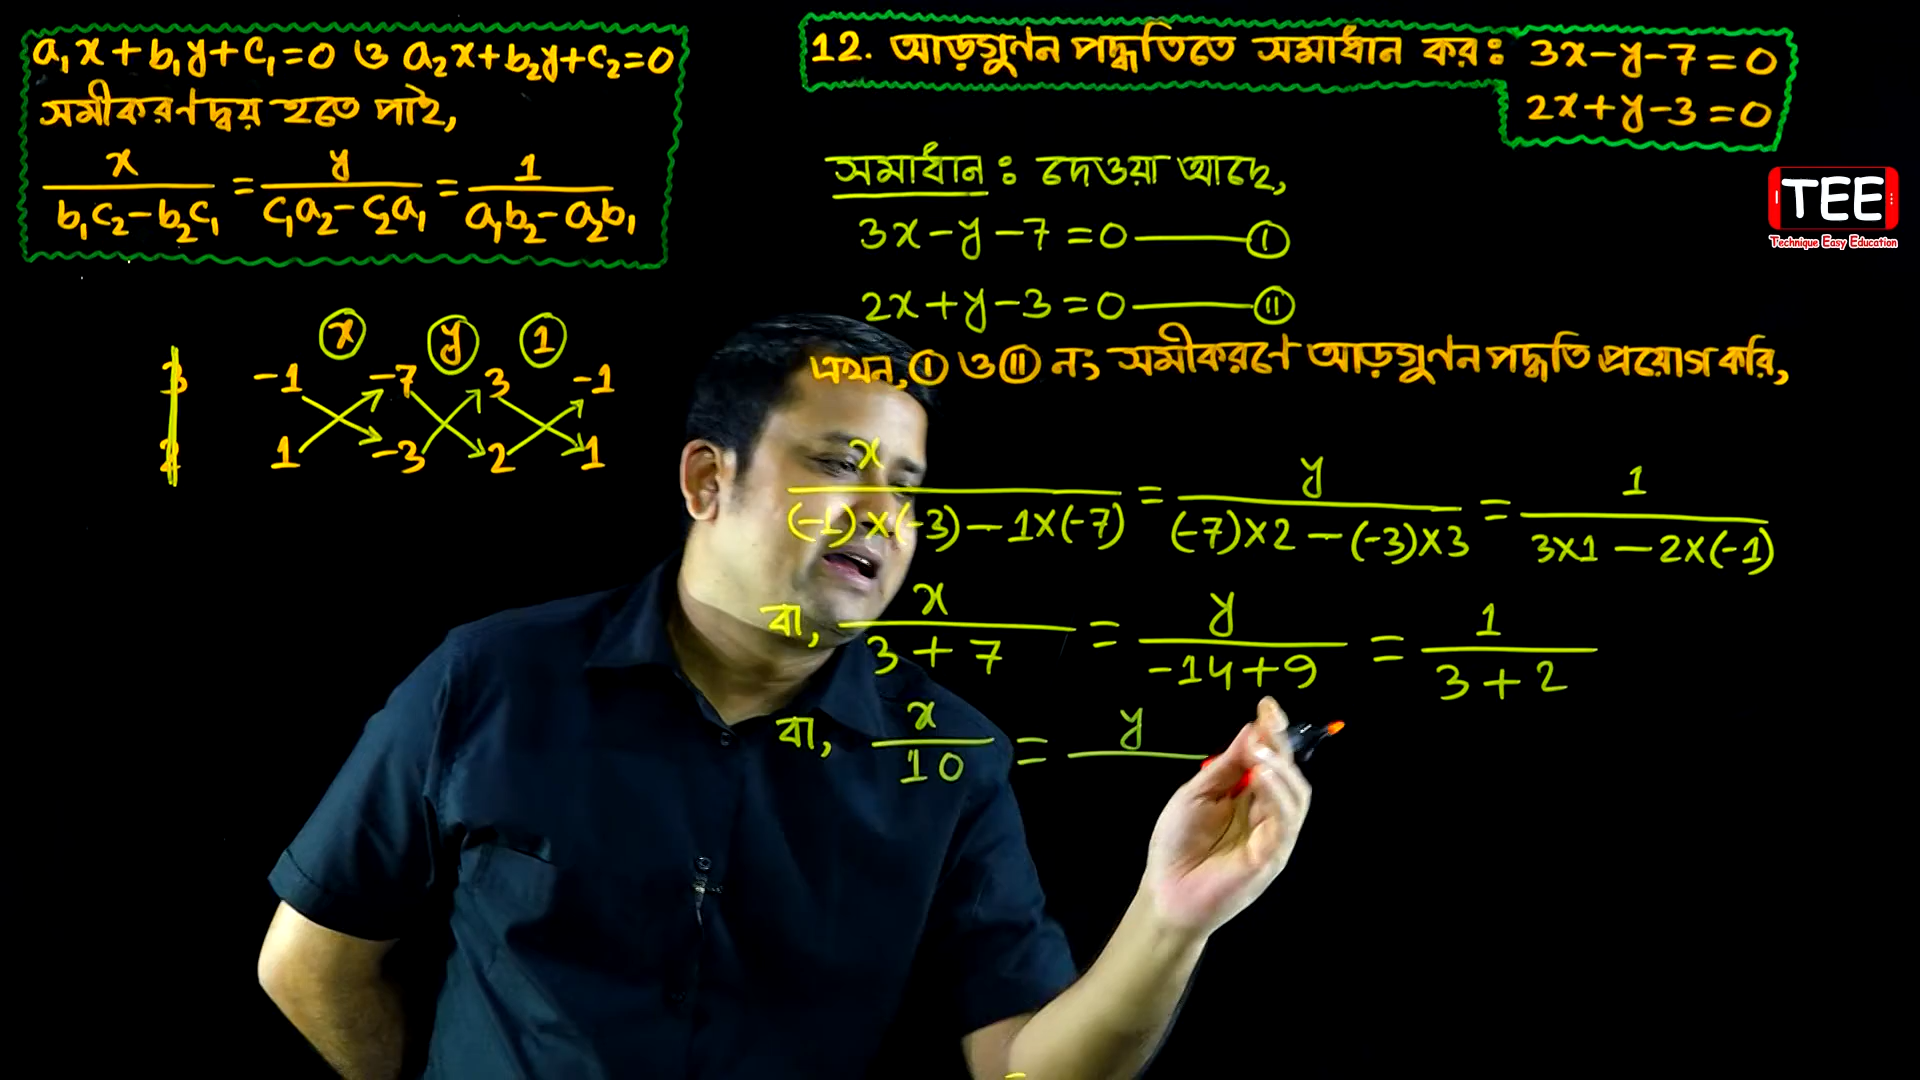 a₁x+b₁y+c₁=0 ও a₂x+b₂y+c₂=0
সমীকরণদ্বয় হতে পাই,
x/(b₁c₂-b₂c₁) = y/(c₁a₂-c₂a₁) = 1/(a₁b₂-a₂b₁)
x y 1
3 -1 -7 3 -1
2 1 -3 2 1
12. আড়গুণন পদ্ধতিতে সমাধান কর: 3x-y-7=0
2x+y-3=0
TEE
Technique Easy Education
সমাধান: দেওয়া আছে,
3x-y-7=0 — (I)
2x+y-3=0 — (II)
এখন, (I) ও (II) নং সমীকরণে আড়গুণন পদ্ধতি প্রয়োগ করি,
x/((-1)×(-3)-1×(-7)) = y/((-7)×2-(-3)×3) = 1/(3×1-2×(-1))
বা, x/(3+7) = y/(-14+9) = 1/(3+2)
বা, x/10 = y/